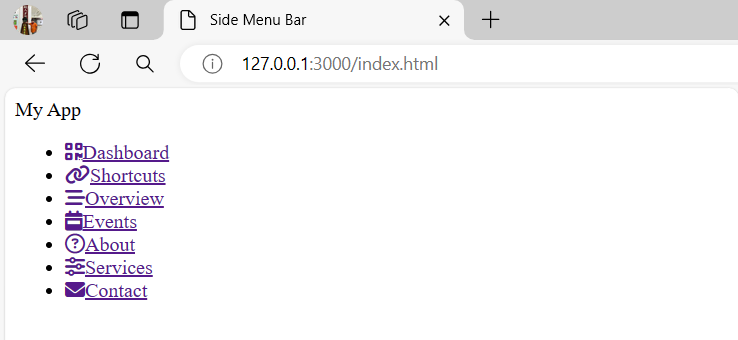 Side Menu Bar
127.0.0.1:3000/index.html
My App
Dashboard
Shortcuts
Overview
Events
About
Services
Contact